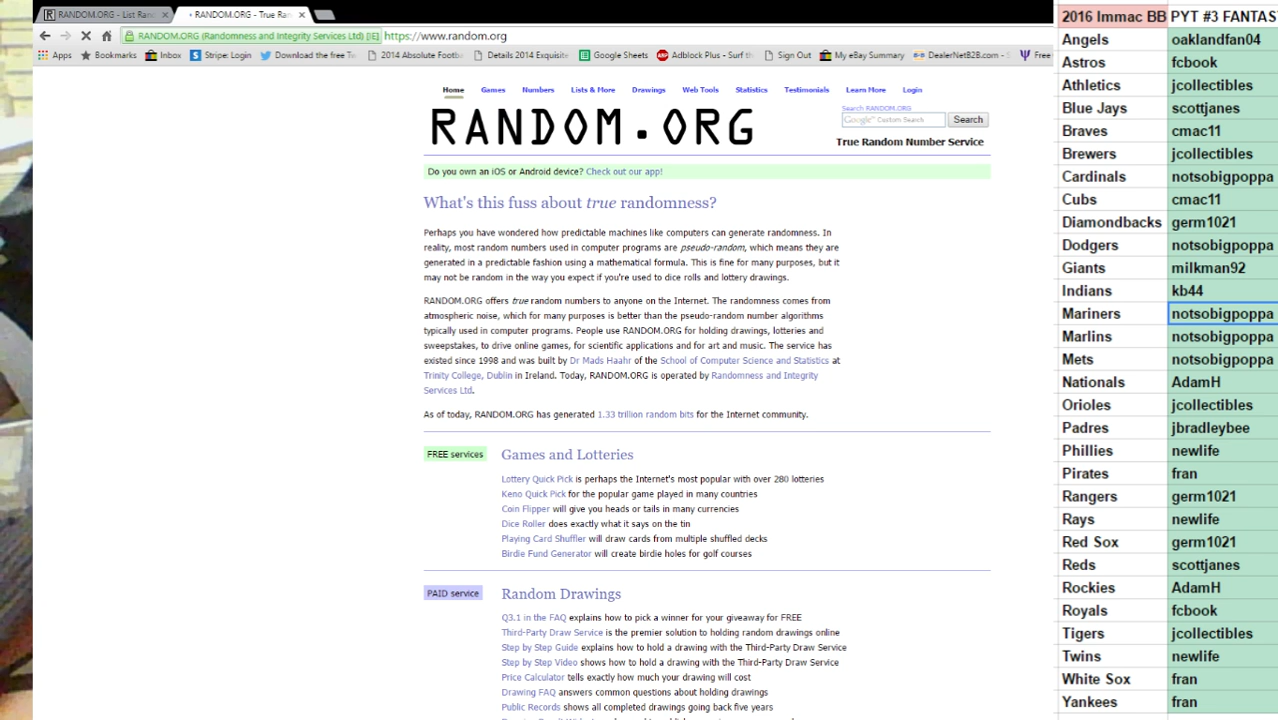 RANDOM.ORG - List Ran
RANDOM.ORG - True Ra
RANDOM.ORG (Randomness and Integrity Services Ltd) [IE] https://www.random.org
Apps Bookmarks Inbox Stripe: Login Download the free Tw 2014 Absolute Footb Details 2014 Exquisite Google Sheets Adblock Plus - Surf th Sign Out My eBay Summary DealerNetB2B.com - S Free
Home Games Numbers Lists & More Drawings Web Tools Statistics Testimonials Learn More Login
Search RANDOM.ORG
Google™ Custom Search Search
RANDOM.ORG
True Random Number Service
Do you own an iOS or Android device? Check out our app!
What's this fuss about true randomness?
Perhaps you have wondered how predictable machines like computers can generate randomness. In
reality, most random numbers used in computer programs are pseudo-random, which means they are
generated in a predictable fashion using a mathematical formula. This is fine for many purposes, but it
may not be random in the way you expect if you're used to dice rolls and lottery drawings.
RANDOM.ORG offers true random numbers to anyone on the Internet. The randomness comes from
atmospheric noise, which for many purposes is better than the pseudo-random number algorithms
typically used in computer programs. People use RANDOM.ORG for holding drawings, lotteries and
sweepstakes, to drive online games, for scientific applications and for art and music. The service has
existed since 1998 and was built by Dr Mads Haahr of the School of Computer Science and Statistics at
Trinity College, Dublin in Ireland. Today, RANDOM.ORG is operated by Randomness and Integrity
Services Ltd.
As of today, RANDOM.ORG has generated 1.33 trillion random bits for the Internet community.
FREE services
Games and Lotteries
Lottery Quick Pick is perhaps the Internet's most popular with over 280 lotteries
Keno Quick Pick for the popular game played in many countries
Coin Flipper will give you heads or tails in many currencies
Dice Roller does exactly what it says on the tin
Playing Card Shuffler will draw cards from multiple shuffled decks
Birdie Fund Generator will create birdie holes for golf courses
PAID service
Random Drawings
Q3.1 in the FAQ explains how to pick a winner for your giveaway for FREE
Third-Party Draw Service is the premier solution to holding random drawings online
Step by Step Guide explains how to hold a drawing with the Third-Party Draw Service
Step by Step Video shows how to hold a drawing with the Third-Party Draw Service
Price Calculator tells exactly how much your drawing will cost
Drawing FAQ answers common questions about holding drawings
Public Records shows all completed drawings going back five years
2016 Immac BB PYT #3 FANTAS
Angels oaklandfan04
Astros fcbook
Athletics jcollectibles
Blue Jays scottjanes
Braves cmac11
Brewers jcollectibles
Cardinals notsobigpoppa
Cubs cmac11
Diamondbacks germ1021
Dodgers notsobigpoppa
Giants milkman92
Indians kb44
Mariners notsobigpoppa
Marlins notsobigpoppa
Mets notsobigpoppa
Nationals AdamH
Orioles jcollectibles
Padres jbradleybee
Phillies newlife
Pirates fran
Rangers germ1021
Rays newlife
Red Sox germ1021
Reds scottjanes
Rockies AdamH
Royals fcbook
Tigers jcollectibles
Twins newlife
White Sox fran
Yankees fran